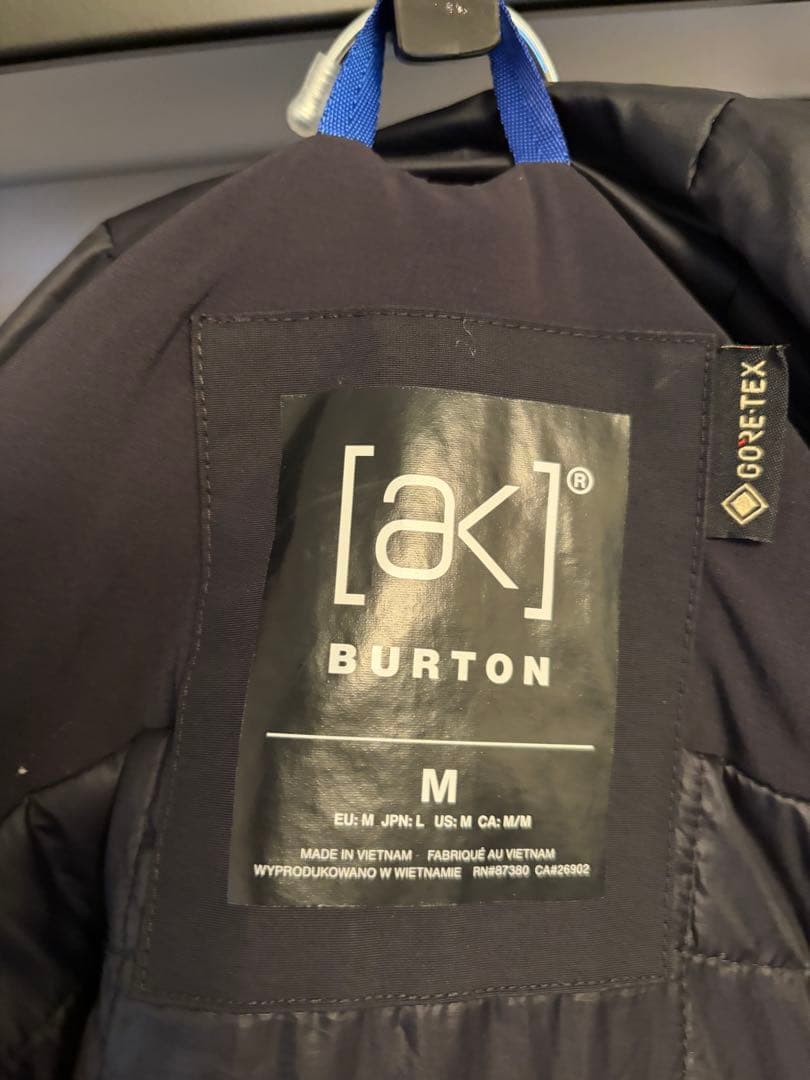 [ak]®
BURTON
M
EU: M JPN: L US: M CA: M/M
MADE IN VIETNAM FABRIQUÉ AU VIETNAM
WYPRODUKOWANO W WIETNAMIE RN#87380 CA#26902
GORE-TEX